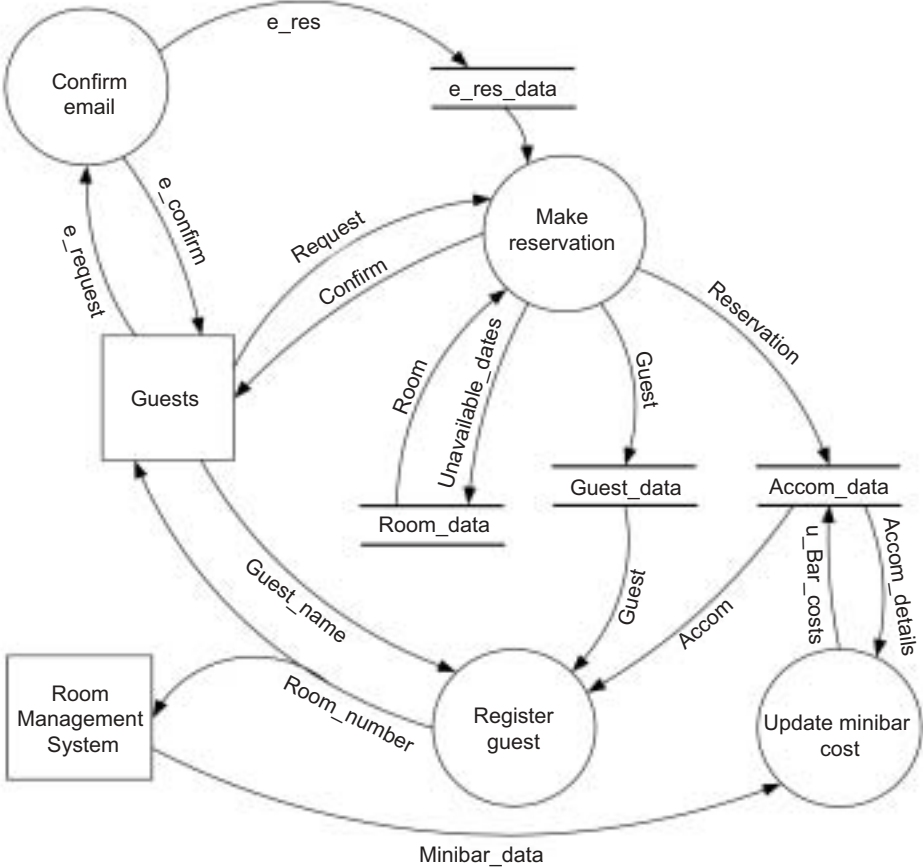 e_res
Confirm
email
e_res_data
e_confirm
e_request
Request
Make
reservation
Confirm
Reservation
Room
Unavailable_dates
Guest
Guests
Guest_data
Accom_data
Room_data
u_Bar_costs
Accom_details
Guest_name
Guest
Accom
Room
Management
System
Room_number
Register
guest
Update minibar
cost
Minibar_data